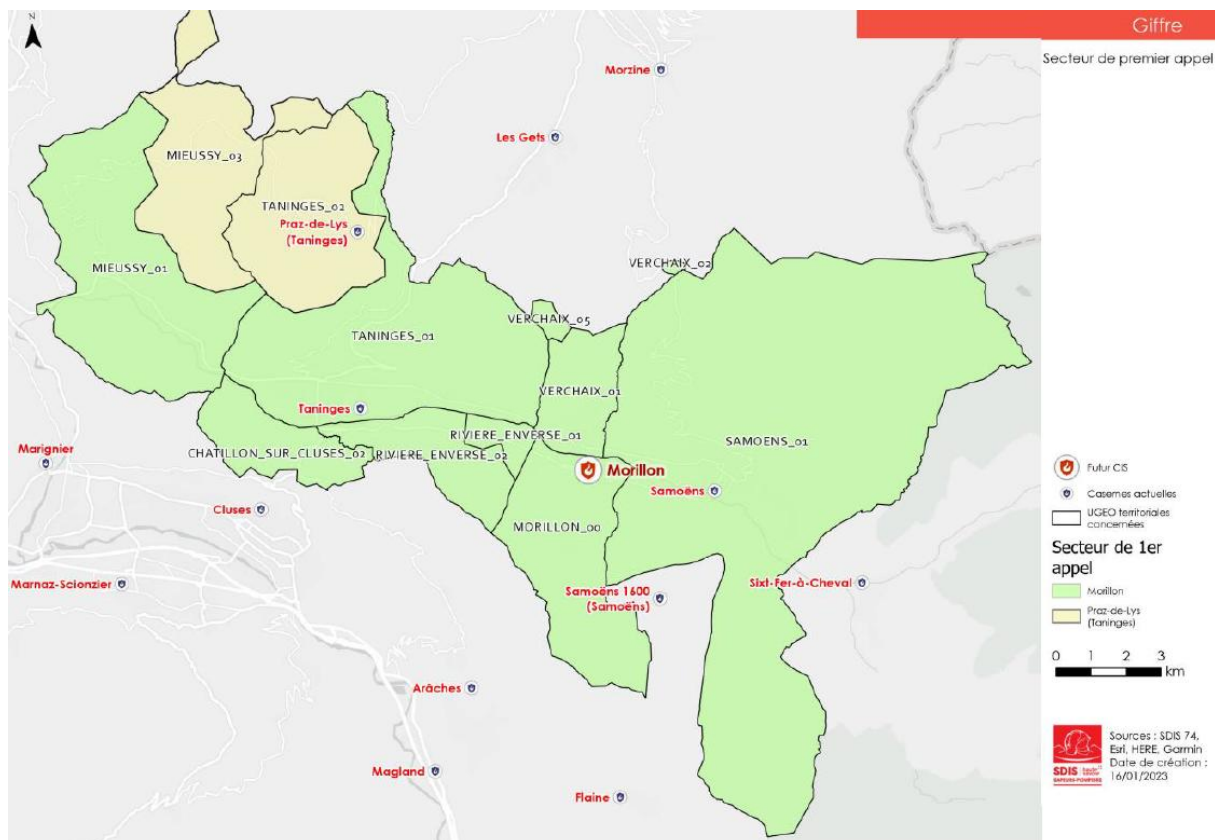 Giffre
Secteur de premier appel
N
Morzine
Les Gets
MIEUSSY_03
TANINGES_02
Praz-de-Lys
(Taninges)
MIEUSSY_01
VERCHAIX_02
VERCHAIX_05
TANINGES_01
VERCHAIX_01
Taninges
RIVIERE_ENVERSE_01
SAMOENS_01
Marignier
CHATILLON_SUR_CLUSES_02
RIVIERE_ENVERSE_02
Morillon
Samoëns
Cluses
MORILLON_00
Marnaz-Scionzier
Samoëns 1600
(Samoëns)
Sixt-Fer-à-Cheval
Arâches
Magland
Flaine
Futur CIS
Casernes actuelles
UGEO territoriales
concernées
Secteur de 1er
appel
Morillon
Praz-de-Lys
(Taninges)
0 1 2 3
km
SDIS
SAPEURS-POMPIERS
Sources : SDIS 74,
Esri, HERE, Garmin
Date de création :
16/01/2023